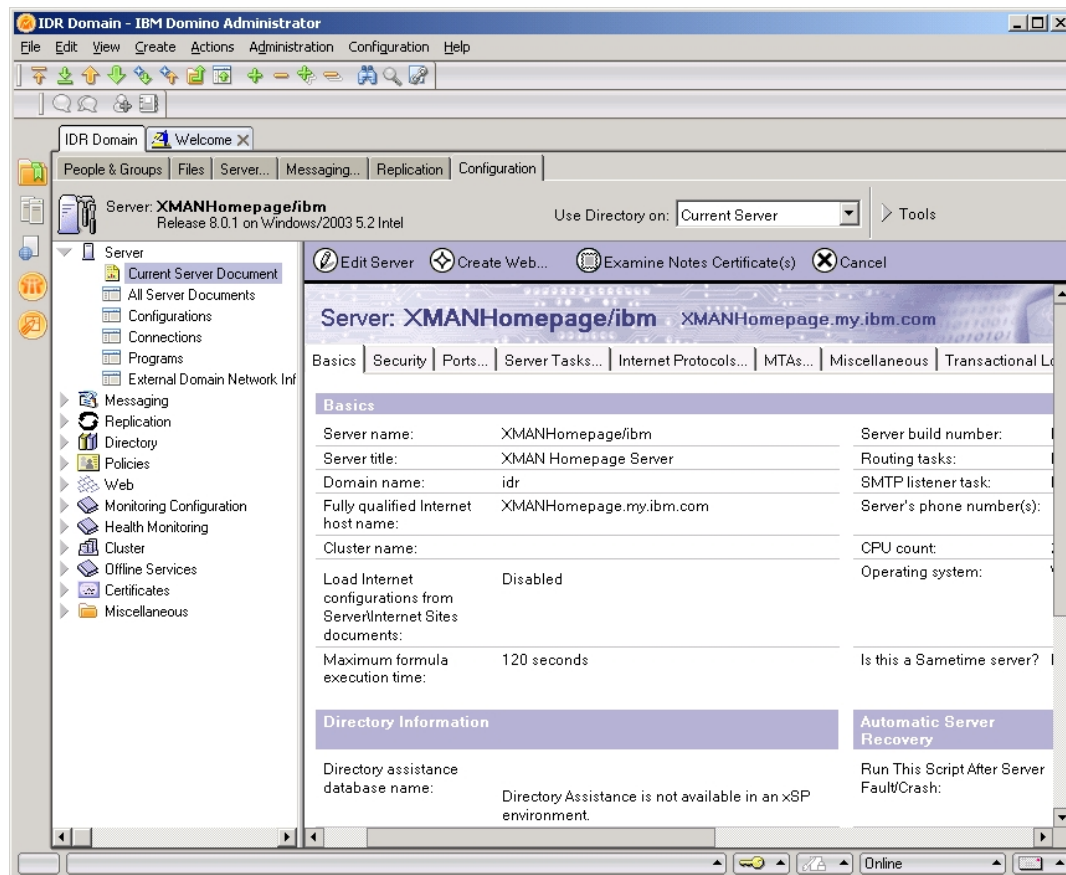 IDR Domain - IBM Domino Administrator
File Edit View Create Actions Administration Configuration Help
IDR Domain Welcome
People & Groups Files Server... Messaging... Replication Configuration
Server: XMANHomepage/ibm
Release 8.0.1 on Windows/2003 5.2 Intel
Use Directory on: Current Server
Tools
Server
Current Server Document
All Server Documents
Configurations
Connections
Programs
External Domain Network Inf
Messaging
Replication
Directory
Policies
Web
Monitoring Configuration
Health Monitoring
Cluster
Offline Services
Certificates
Miscellaneous
Edit Server Create Web... Examine Notes Certificate(s) Cancel
Server: XMANHomepage/ibm XMANHomepage.my.ibm.com
Basics Security Ports... Server Tasks... Internet Protocols... MTAs... Miscellaneous Transactional Lo
Basics
Server name: XMANHomepage/ibm Server build number:
Server title: XMAN Homepage Server Routing tasks:
Domain name: idr SMTP listener task:
Fully qualified Internet XMANHomepage.my.ibm.com Server's phone number(s):
host name:
Cluster name: CPU count:
Load Internet Disabled Operating system:
configurations from
Server\Internet Sites
documents:
Maximum formula 120 seconds Is this a Sametime server?
execution time:
Directory Information Automatic Server
Recovery
Directory assistance Run This Script After Server
database name: Fault/Crash:
Directory Assistance is not available in an xSP
environment.
Online